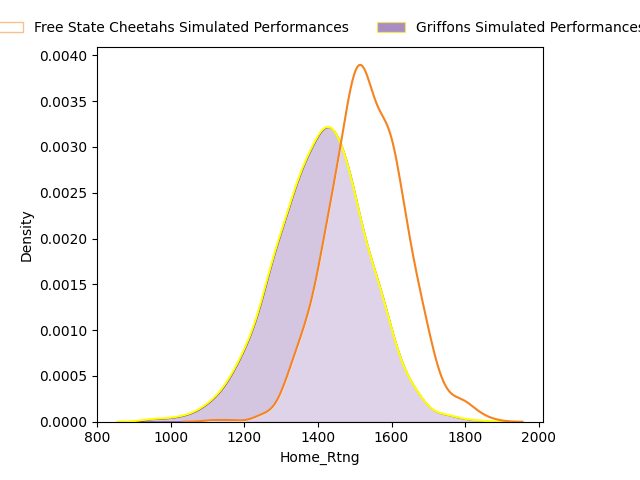 Free State Cheetahs Simulated Performances
Griffons Simulated Performances
0.0040
0.0035
0.0030
0.0025
0.0020
0.0015
0.0010
0.0005
0.0000
Density
800 1000 1200 1400 1600 1800 2000
Home_Rtng